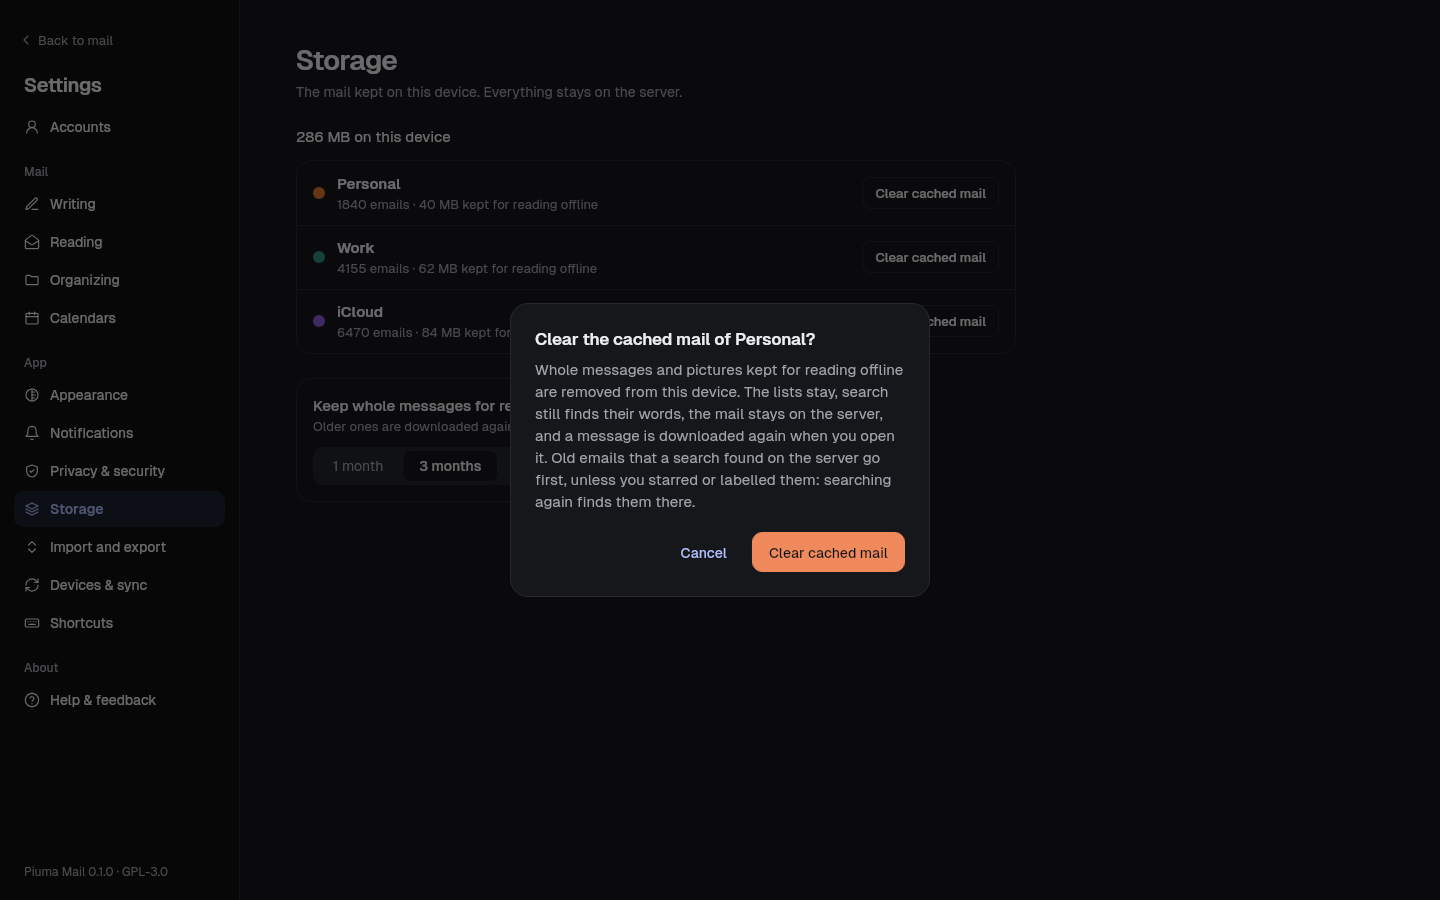 Back to mail
Settings
Accounts
Mail
Writing
Reading
Organizing
Calendars
App
Appearance
Notifications
Privacy & security
Storage
Import and export
Devices & sync
Shortcuts
About
Help & feedback
Piuma Mail 0.1.0 · GPL-3.0
Storage
The mail kept on this device. Everything stays on the server.
286 MB on this device
Personal
1840 emails · 40 MB kept for reading offline
Clear cached mail
Work
4155 emails · 62 MB kept for reading offline
Clear cached mail
iCloud
6470 emails · 84 MB kept for
mail
Keep whole messages for
Older ones are downloaded
1 month
3 months
Clear the cached mail of Personal?
Whole messages and pictures kept for reading offline
are removed from this device. The lists stay, search
still finds their words, the mail stays on the server,
and a message is downloaded again when you open
it. Old emails that a search found on the server go
first, unless you starred or labelled them: searching
again finds them there.
Cancel
Clear cached mail